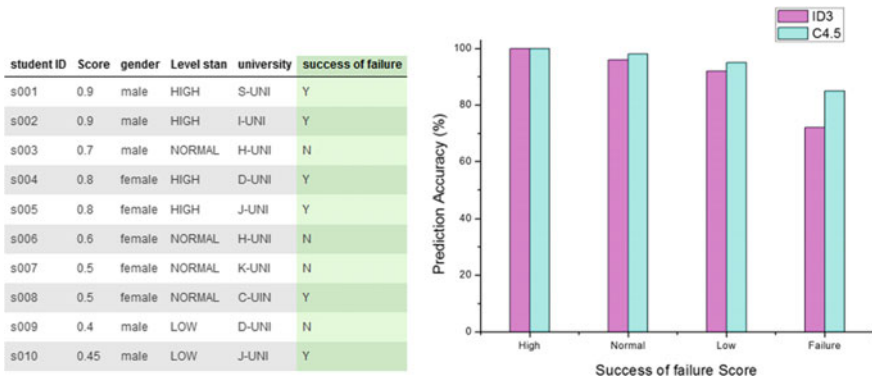 student ID Score gender Level stan university success of failure
s001 0.9 male HIGH S-UNI Y
s002 0.9 male HIGH I-UNI Y
s003 0.7 male NORMAL H-UNI N
s004 0.8 female HIGH D-UNI Y
s005 0.8 female HIGH J-UNI Y
s006 0.6 female NORMAL H-UNI N
s007 0.5 female NORMAL K-UNI N
s008 0.5 female NORMAL C-UIN Y
s009 0.4 male LOW D-UNI N
s010 0.45 male LOW J-UNI Y
ID3
C4.5
Prediction Accuracy (%)
100
80
60
40
20
0
High Normal Low Failure
Success of failure Score